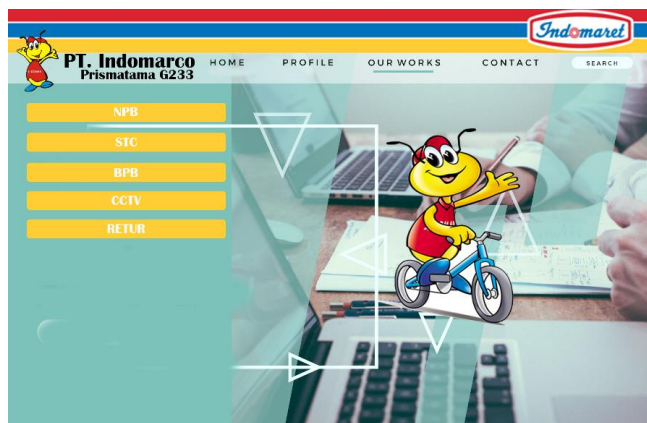 Indomaret
PT. Indomarco
Prismatama G233
HOME PROFILE OUR WORKS CONTACT SEARCH
NPB
STC
BPB
CCTV
RETUR